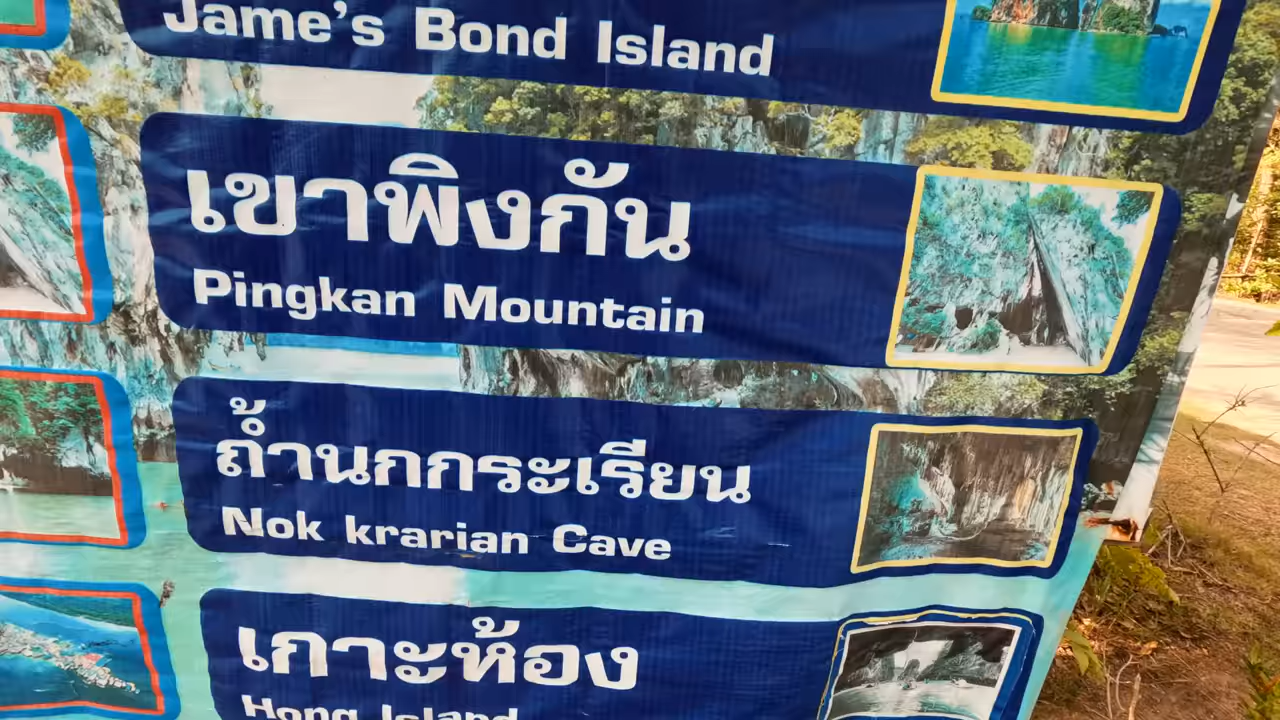 Jame's Bond Island
เขาพิงกัน
Pingkan Mountain
ถ้ำนกกระเรียน
Nok krarian Cave
เกาะห้อง
Hong Island